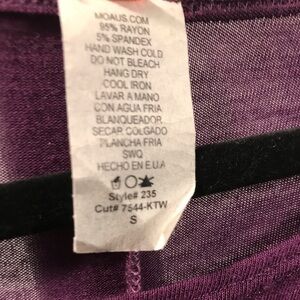 MOAUS.COM
95% RAYON
5% SPANDEX
HAND WASH COLD
DO NOT BLEACH
HANG DRY
COOL IRON
LAVAR A MANO
CON AGUA FRIA
BLANQUEADOR
SECAR COLGADO
PLANCHA FRIA
SWQ
HECHO EN E.U.A
Style# 235
Cut# 7544-KTW
S